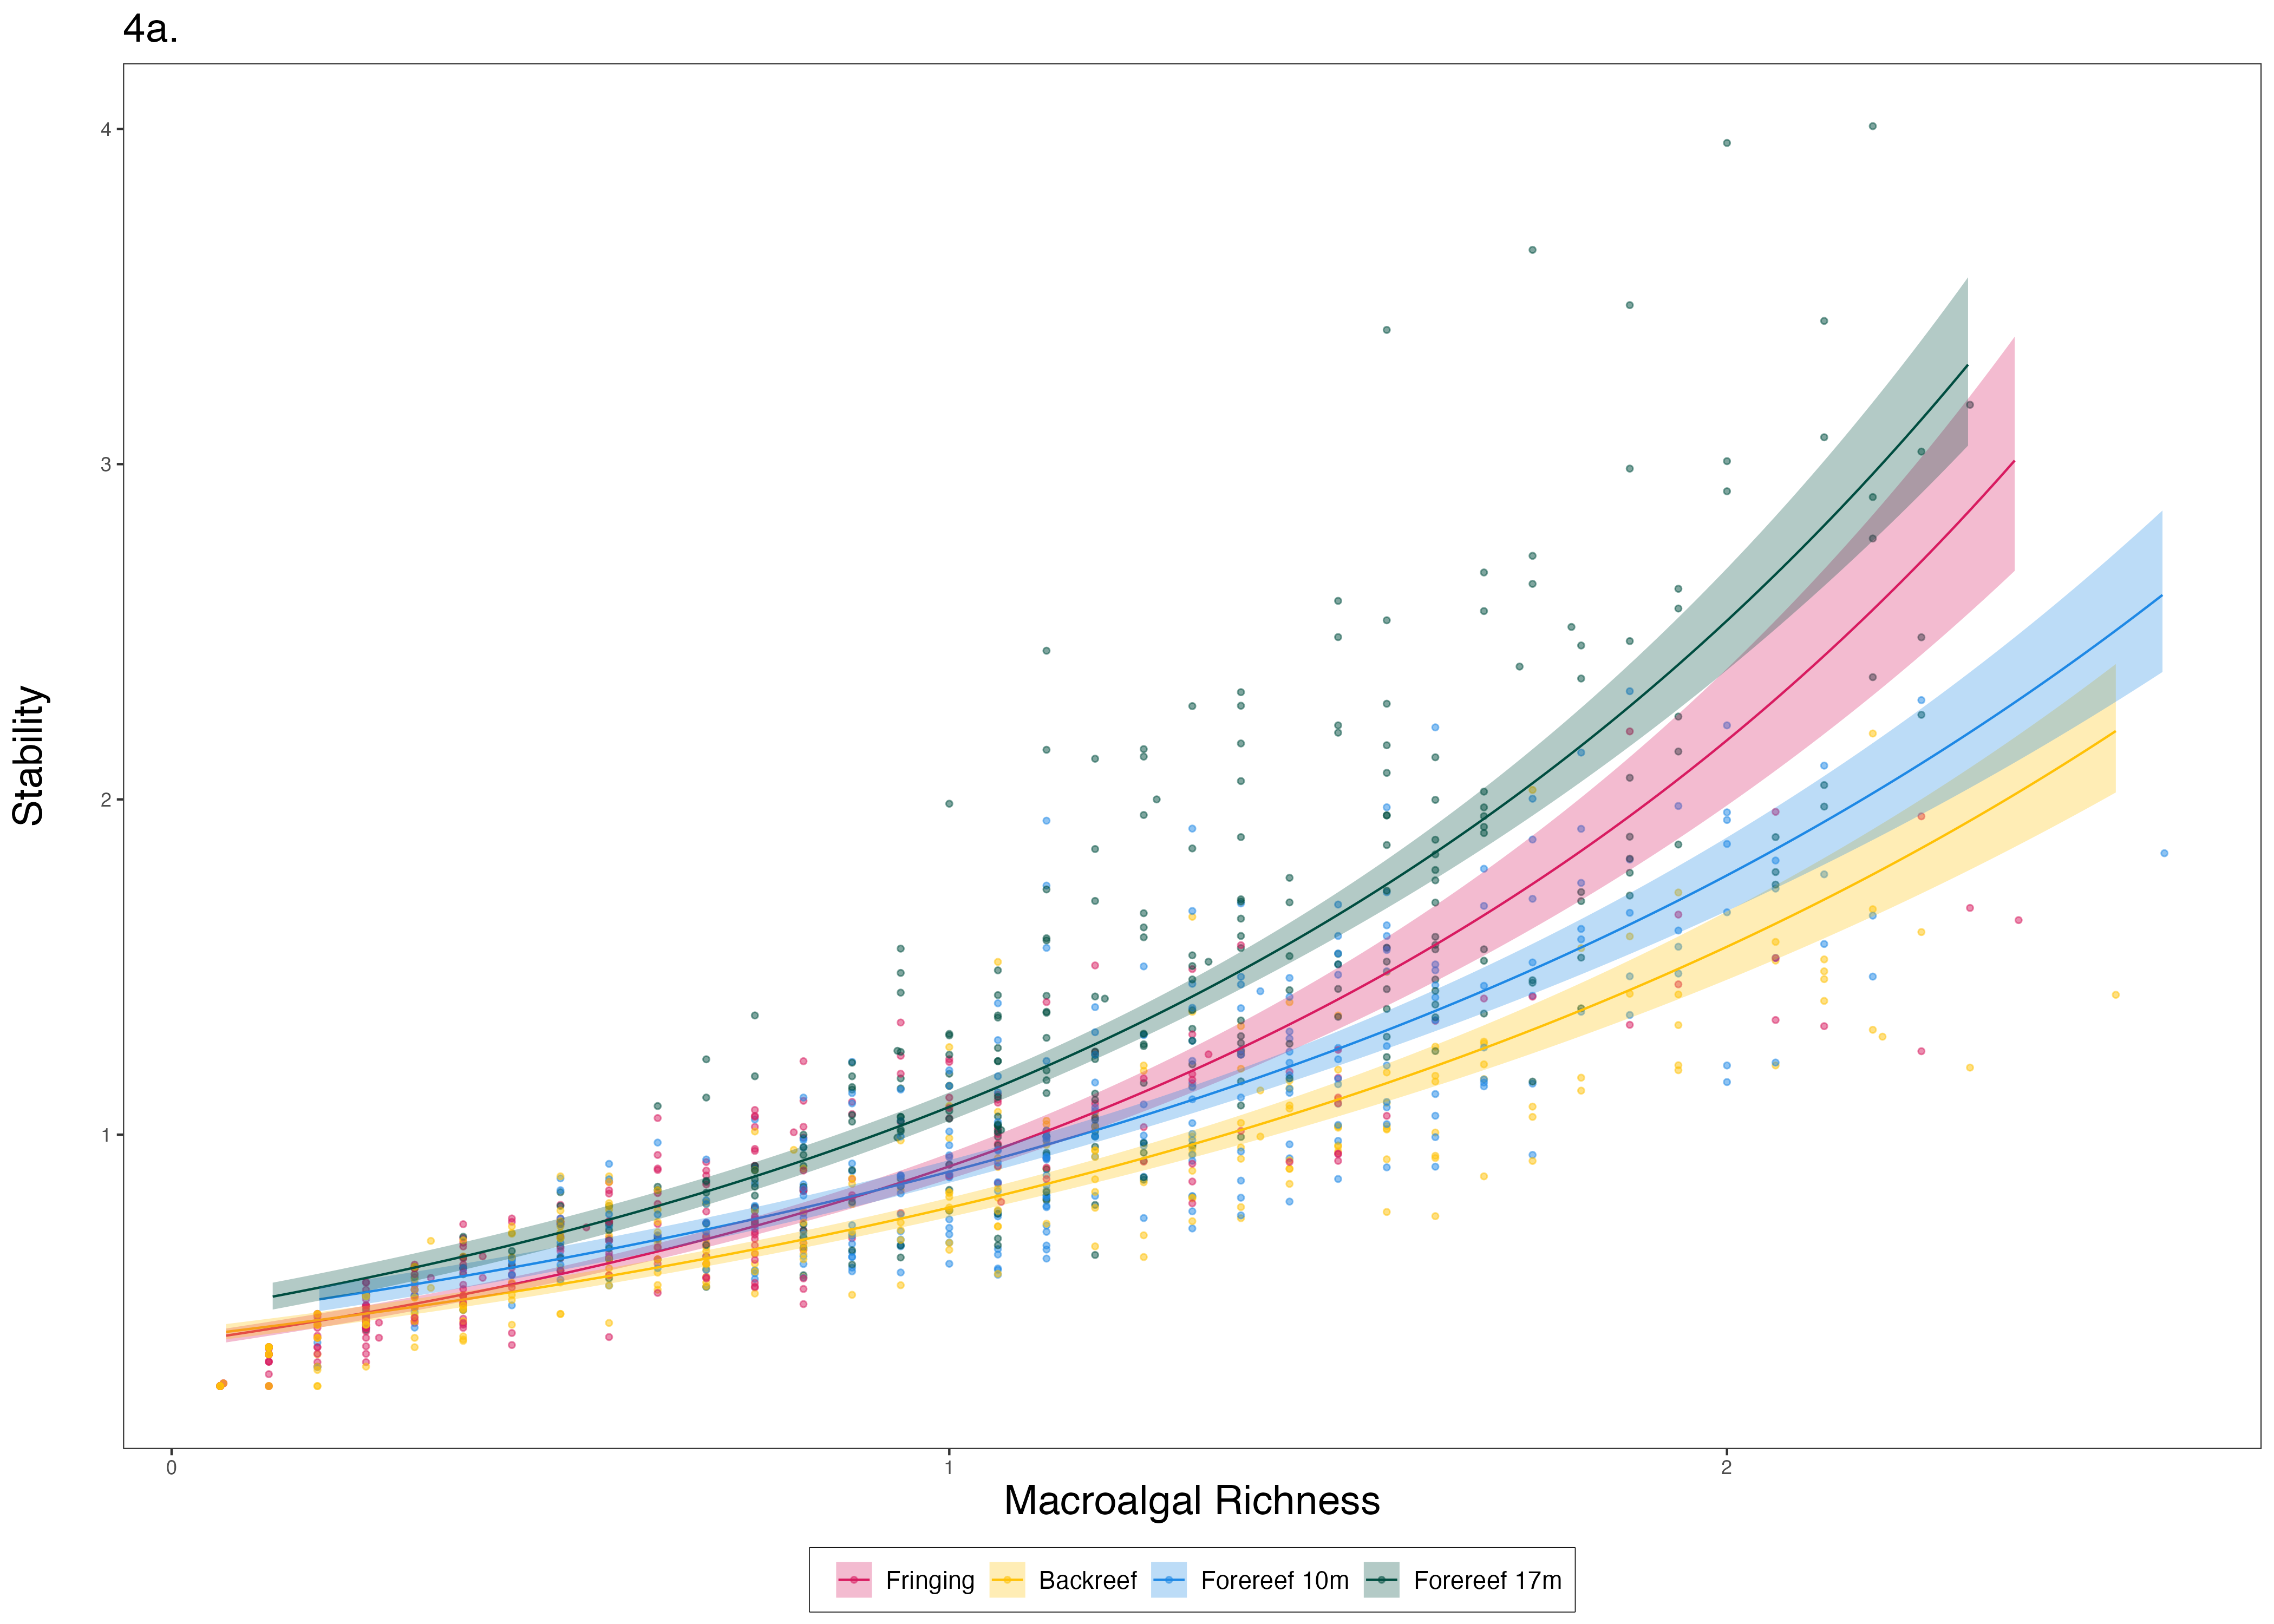 4a.
4
3
2
1
Stability
0 1 2
Macroalgal Richness
Fringing Backreef Forereef 10m Forereef 17m